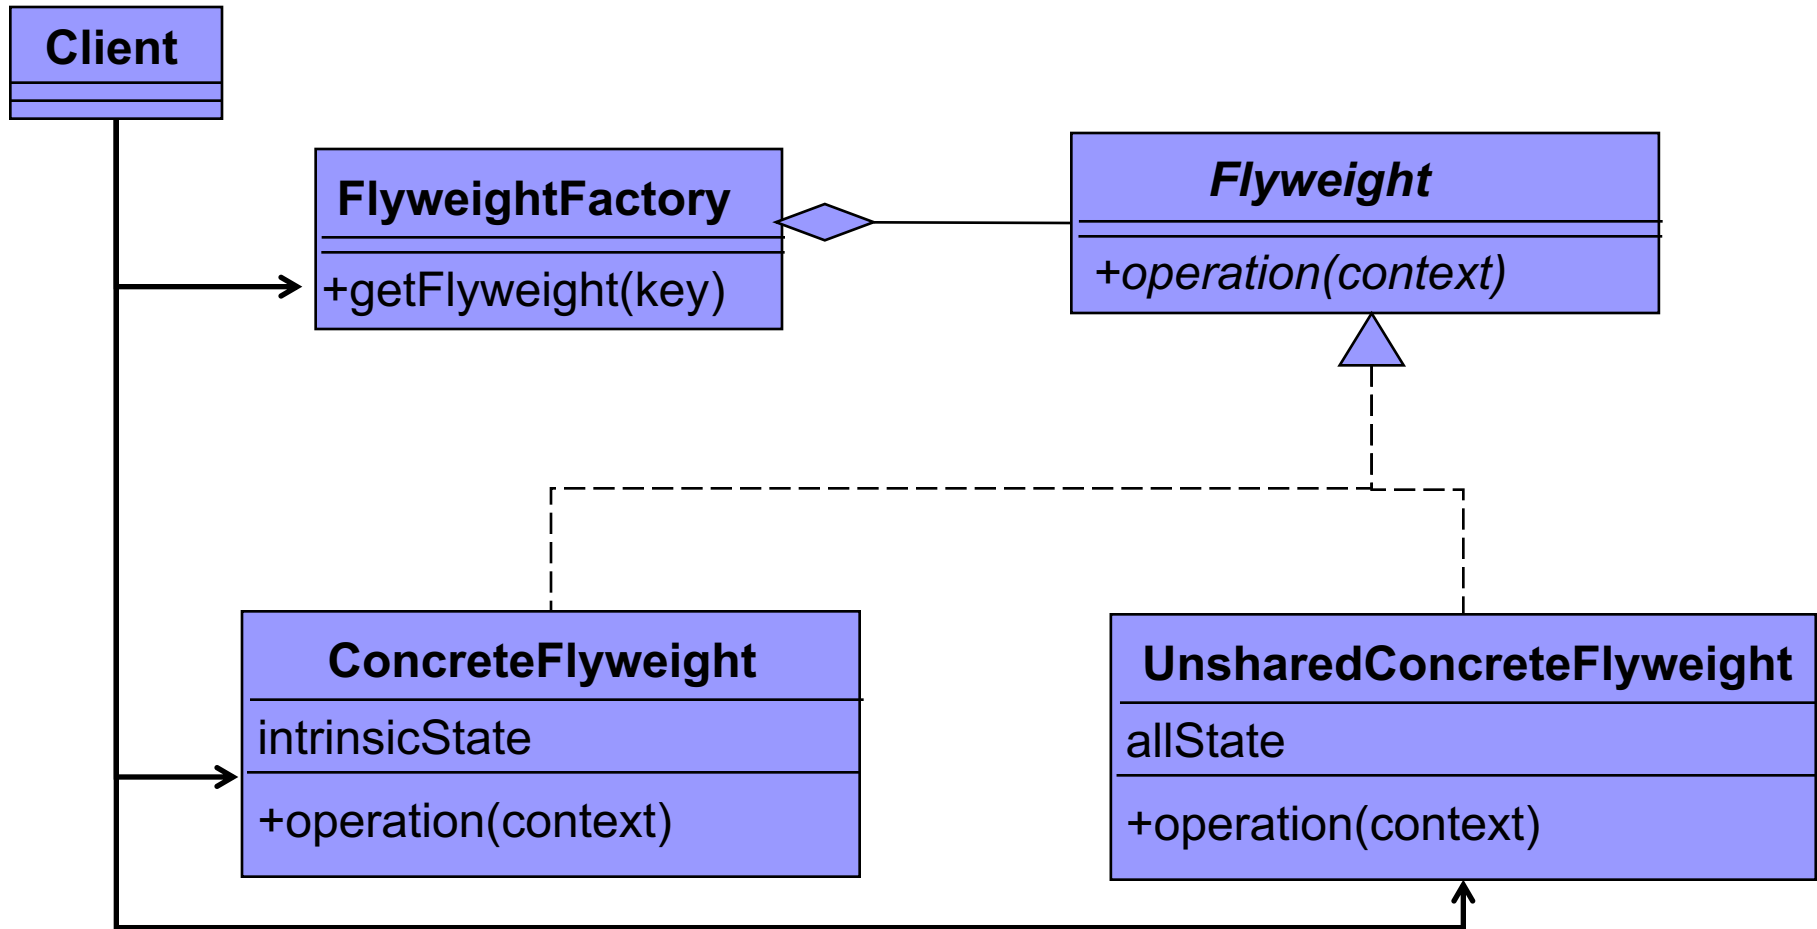 Client
FlyweightFactory
+getFlyweight(key)
Flyweight
+operation(context)
ConcreteFlyweight
intrinsicState
+operation(context)
UnsharedConcreteFlyweight
allState
+operation(context)